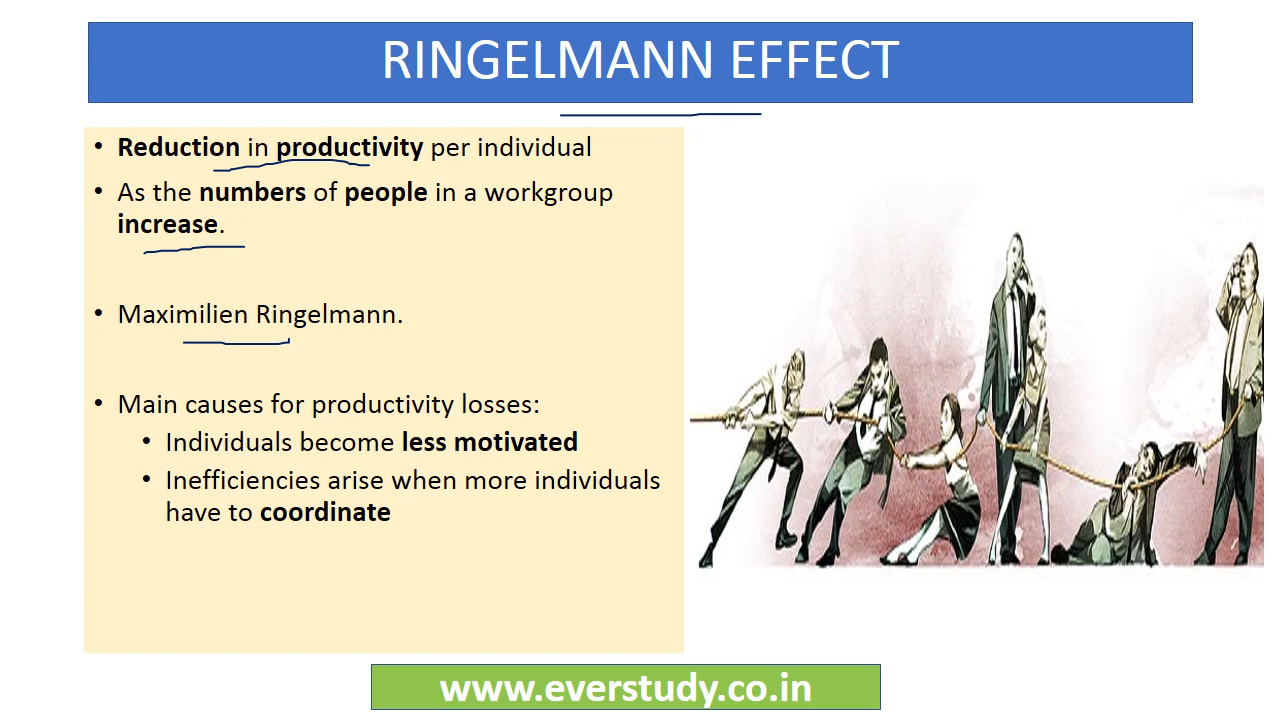 RINGELMANN EFFECT
• Reduction in productivity per individual
• As the numbers of people in a workgroup
increase.
• Maximilien Ringelmann.
• Main causes for productivity losses:
• Individuals become less motivated
• Inefficiencies arise when more individuals
have to coordinate
www.everstudy.co.in